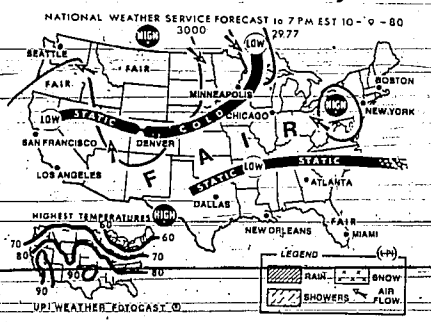 NATIONAL WEATHER SERVICE FORECAST to 7 PM EST 10-9-80
HIGH
3000
LOW
29.77
SEATTLE
FAIR
FAIR
MINNEAPOLIS
BOSTON
HIGH
NEW YORK
CHICAGO
LOW
STATIC
COLD
SAN FRANCISCO
DENVER
FAIR
LOS ANGELES
STATIC
LOW
STATIC
ATLANTA
DALLAS
HIGH
HIGHEST TEMPERATURES
60
60
70
70
80
80
90
90
NEW ORLEANS
FAIR
MIAMI
LEGEND
(UPI)
RAIN
SNOW
SHOWERS
AIR
FLOW
UPI WEATHER FOTOCAST ®